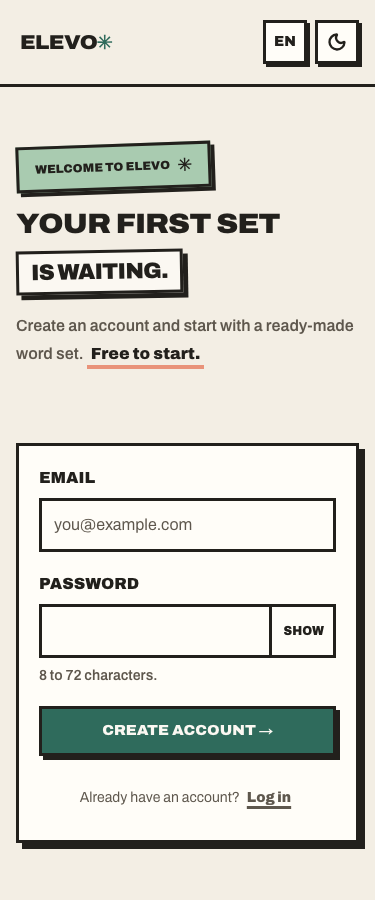 ELEVO✳
EN
WELCOME TO ELEVO ✳
YOUR FIRST SET
IS WAITING.
Create an account and start with a ready-made
word set. Free to start.
EMAIL
you@example.com
PASSWORD
SHOW
8 to 72 characters.
CREATE ACCOUNT→
Already have an account? Log in